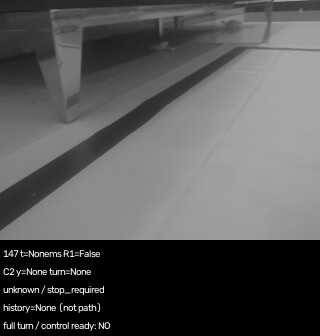 147 t=Nonems R1=False
C2 y=None turn=None
unknown / stop_required
history=None (not path)
full turn / control ready: NO